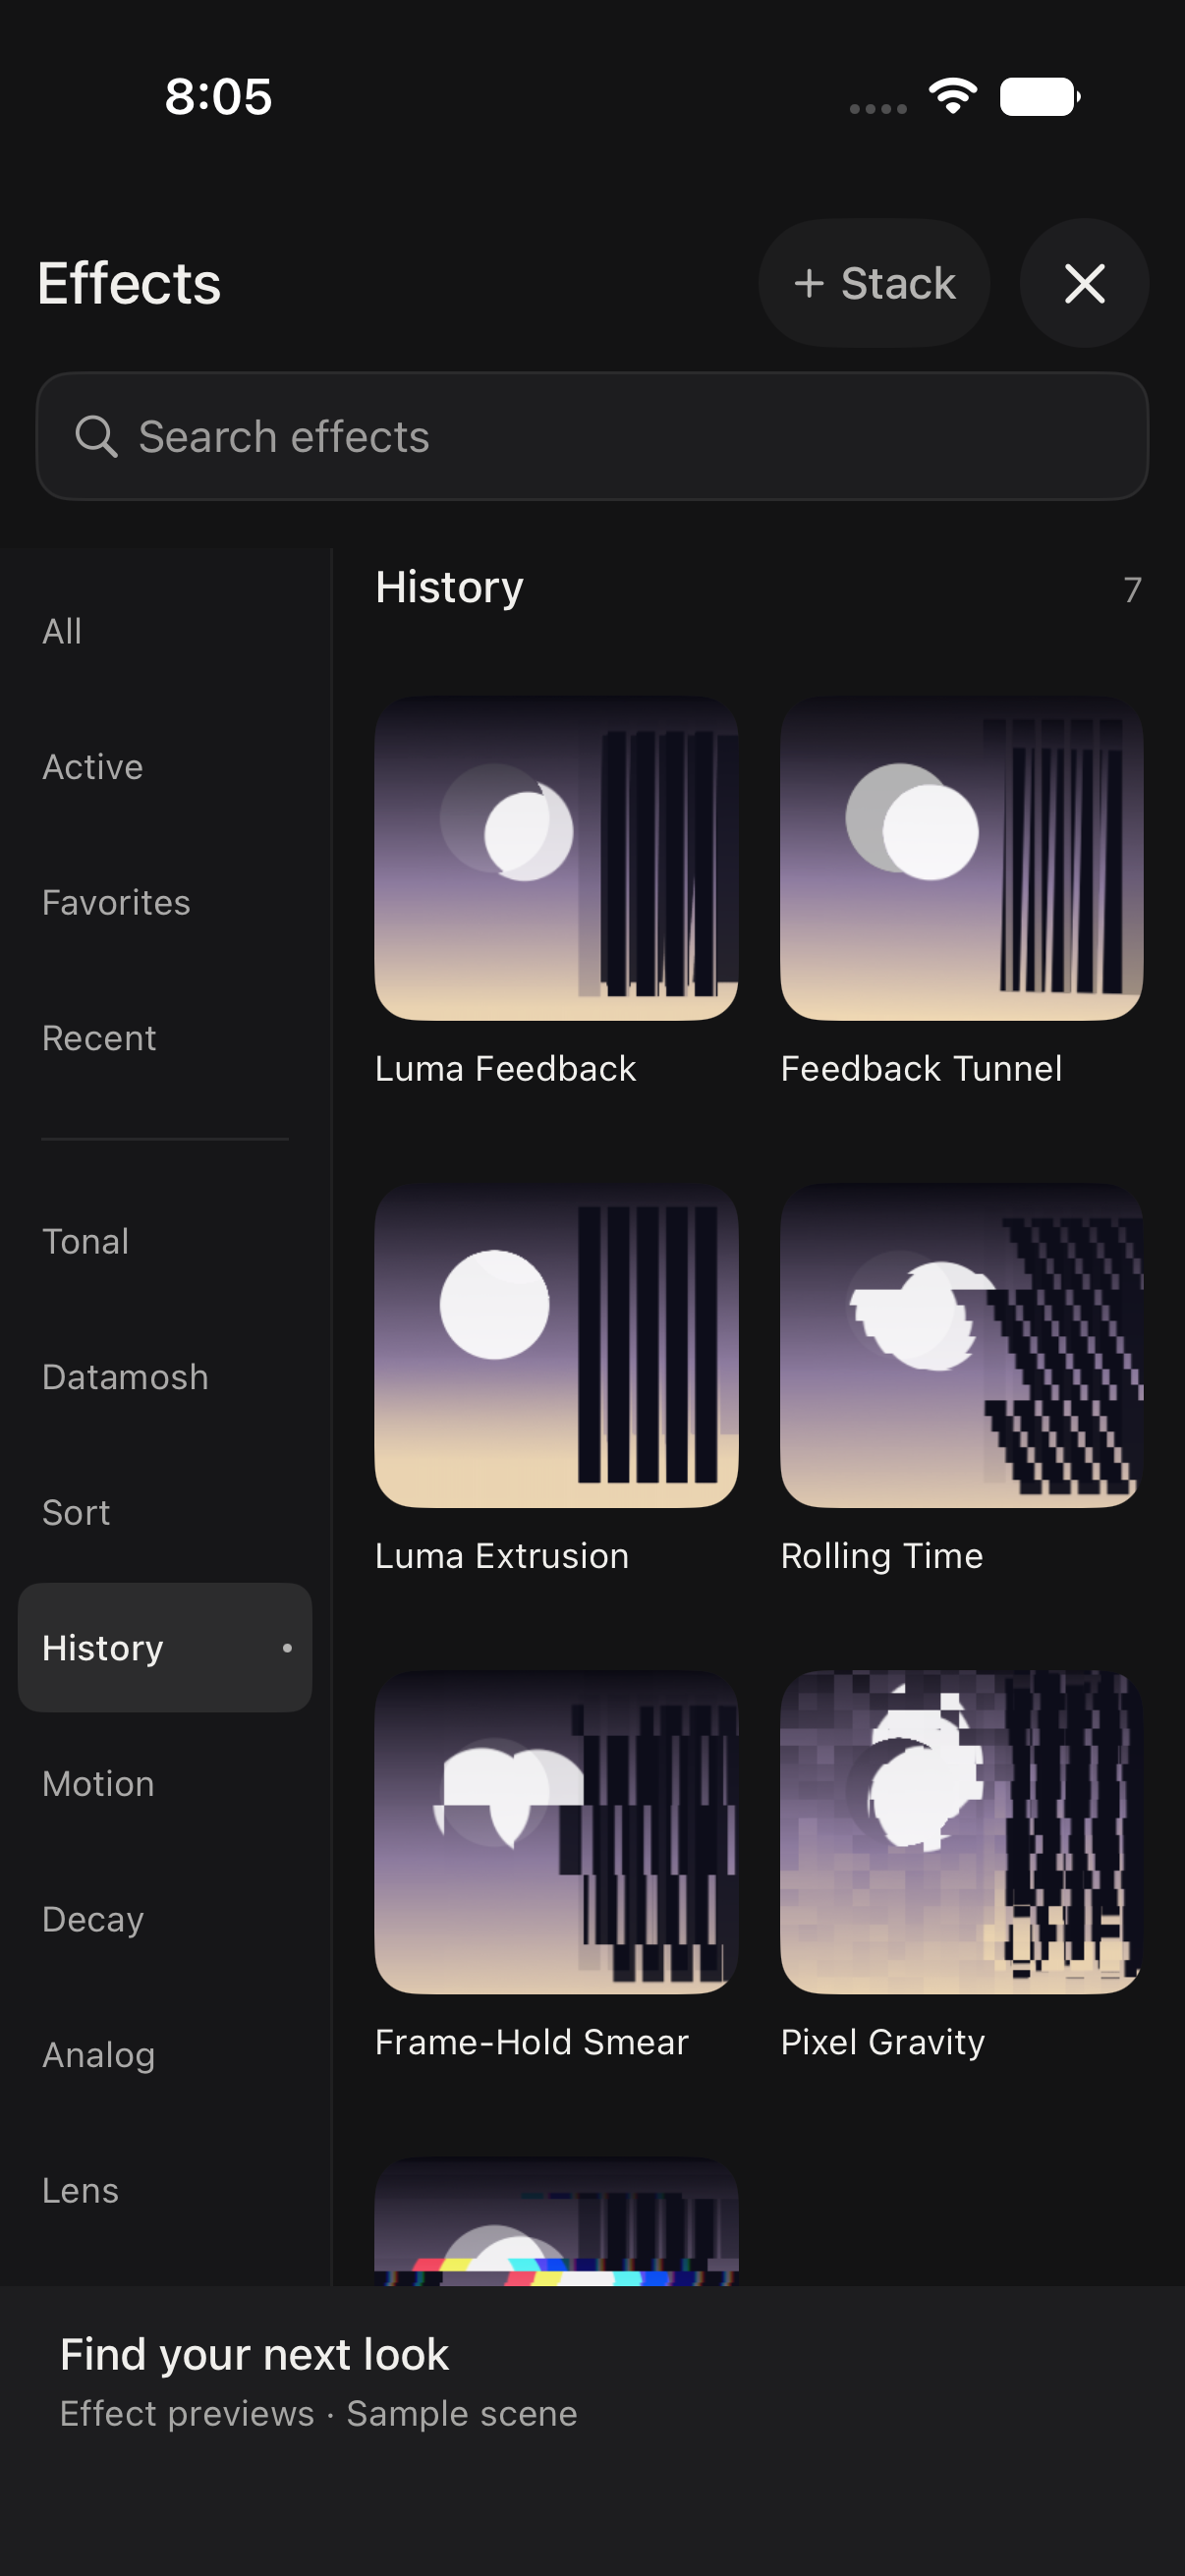 8:05
Effects
+ Stack
Search effects
All
Active
Favorites
Recent
Tonal
Datamosh
Sort
History
Motion
Decay
Analog
Lens
History
7
Luma Feedback
Feedback Tunnel
Luma Extrusion
Rolling Time
Frame-Hold Smear
Pixel Gravity
Find your next look
Effect previews · Sample scene